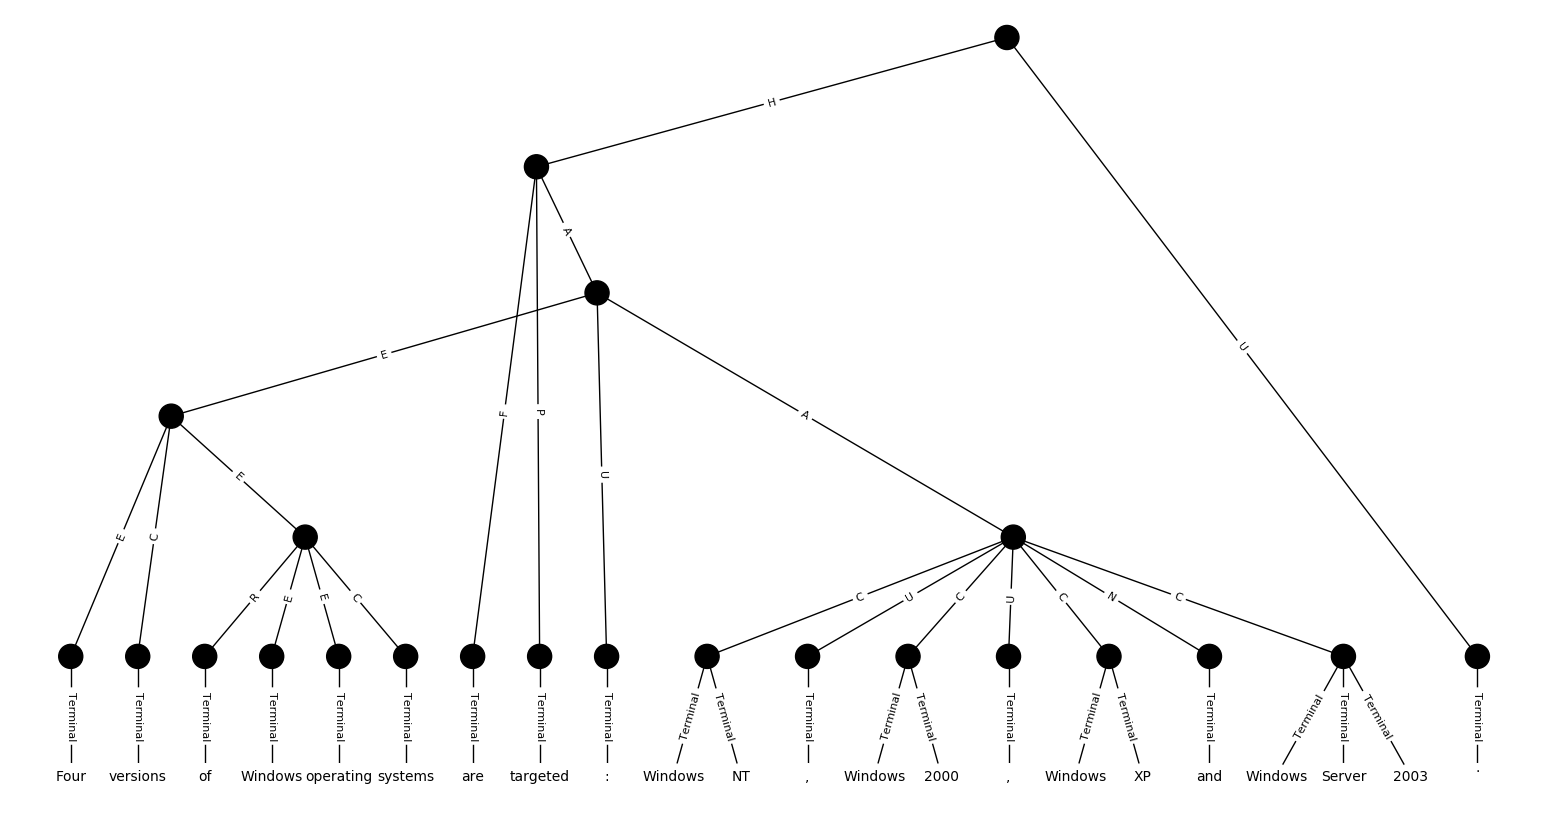 H
A
E
F
P
U
A
U
E
E
C
R
E
E
C
C
U
C
U
C
N
C
Terminal Terminal Terminal Terminal Terminal Terminal Terminal Terminal Terminal Terminal Terminal Terminal Terminal Terminal Terminal Terminal Terminal Terminal Terminal Terminal Terminal Terminal
Four versions of Windows operating systems are targeted : Windows NT , Windows 2000 , Windows XP and Windows Server 2003 .